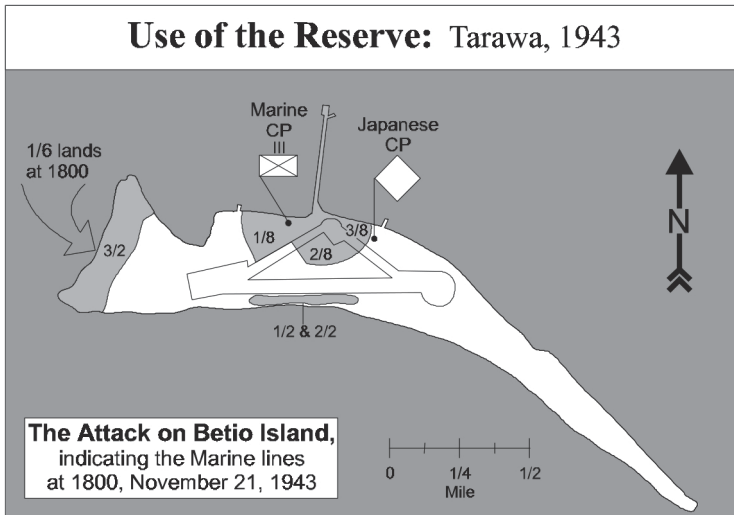 Use of the Reserve: Tarawa, 1943
Marine
CP
III
Japanese
CP
1/6 lands
at 1800
3/2
1/8
2/8
3/8
N
1/2 & 2/2
The Attack on Betio Island,
indicating the Marine lines
at 1800, November 21, 1943
0 1/4 1/2
Mile